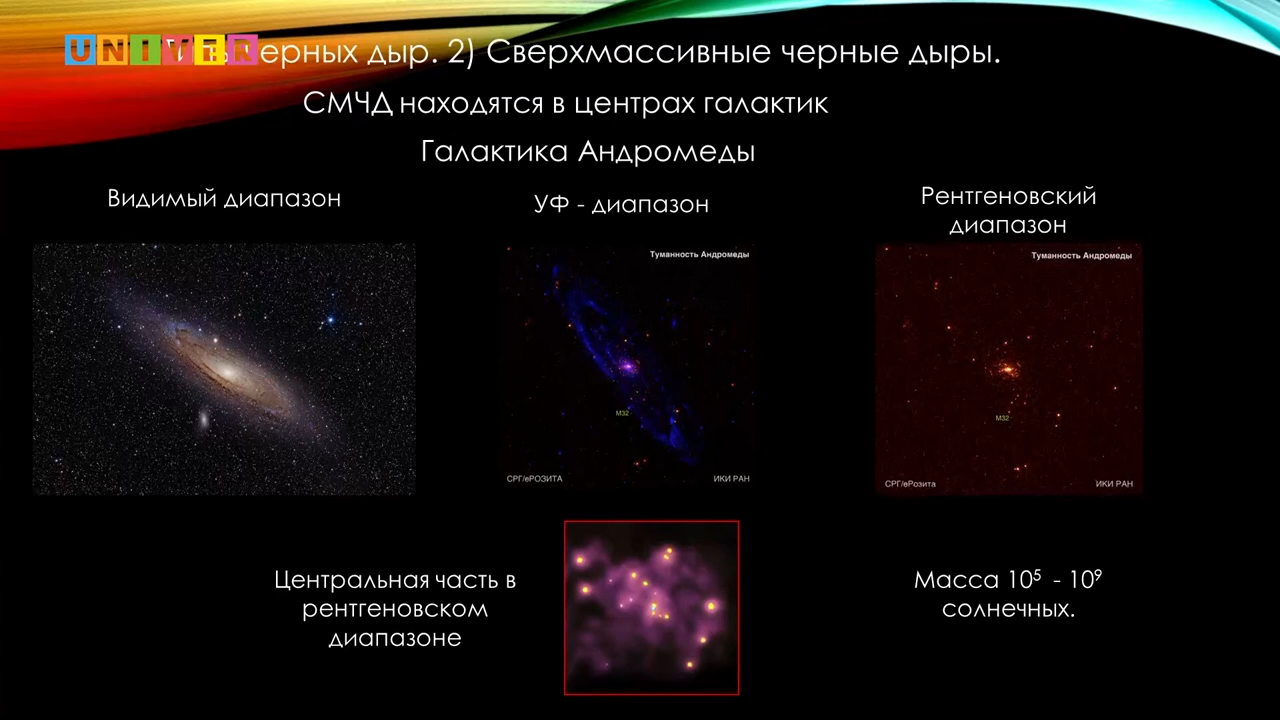 UNIVER
черных дыр. 2) Сверхмассивные черные дыры.
СМЧД находятся в центрах галактик
Галактика Андромеды
Видимый диапазон
УФ - диапазон
Рентгеновский
диапазон
Туманность Андромеды
M32
СРГ/еРОЗИТА
ИКИ РАН
Туманность Андромеды
M32
СРГ/еРозита
ИКИ РАН
Центральная часть в
рентгеновском
диапазоне
Масса 10⁵ - 10⁹
солнечных.